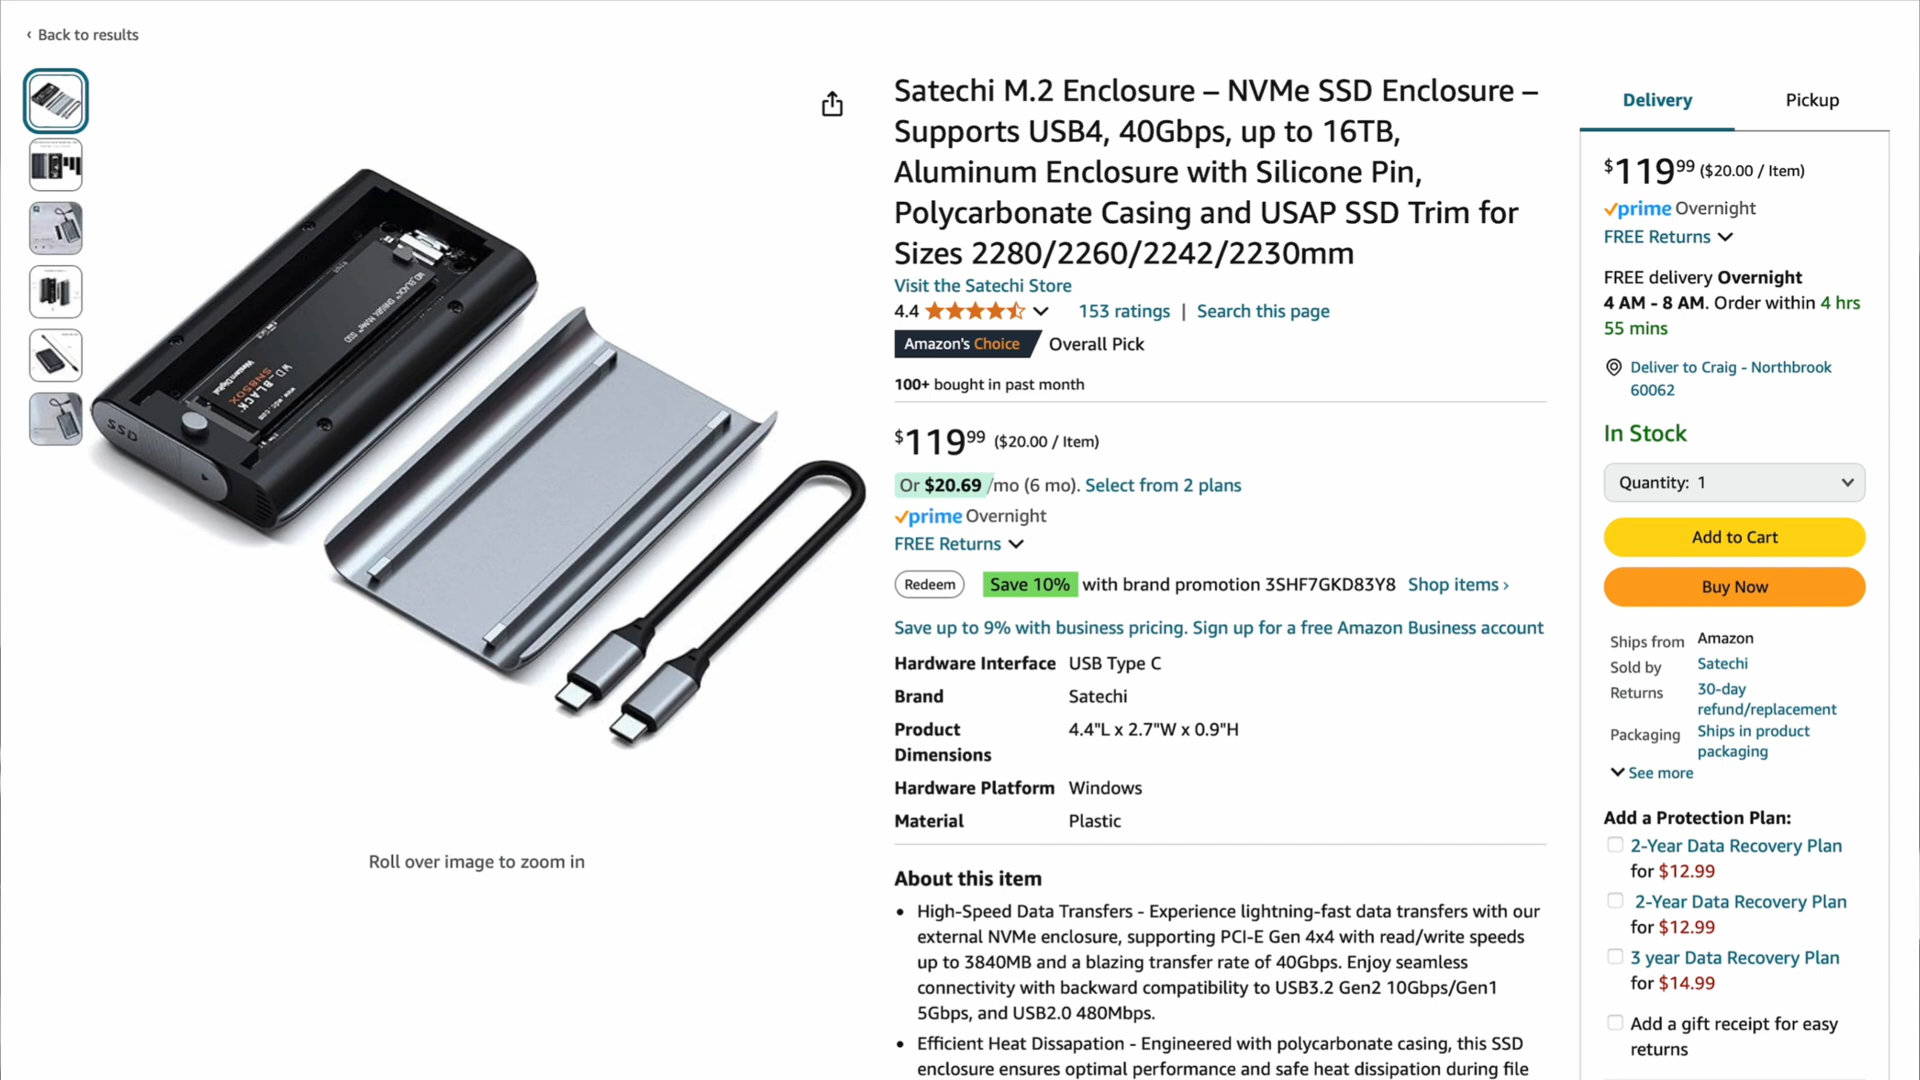 ‹ Back to results
SSD
WD_BLACK
SN850X
Western Digital
www.wdc.com
WD_BLACK™ SN850X NVMe™ SSD
Roll over image to zoom in
Satechi M.2 Enclosure – NVMe SSD Enclosure –
Supports USB4, 40Gbps, up to 16TB,
Aluminum Enclosure with Silicone Pin,
Polycarbonate Casing and USAP SSD Trim for
Sizes 2280/2260/2242/2230mm
Visit the Satechi Store
4.4 153 ratings | Search this page
Amazon's Choice Overall Pick
100+ bought in past month
$119.99 ($20.00 / Item)
Or $20.69 /mo (6 mo). Select from 2 plans
prime Overnight
FREE Returns
Redeem Save 10% with brand promotion 3SHF7GKD83Y8 Shop items ›
Save up to 9% with business pricing. Sign up for a free Amazon Business account
Hardware Interface USB Type C
Brand Satechi
Product 4.4"L x 2.7"W x 0.9"H
Dimensions
Hardware Platform Windows
Material Plastic
About this item
• High-Speed Data Transfers - Experience lightning-fast data transfers with our
external NVMe enclosure, supporting PCI-E Gen 4x4 with read/write speeds
up to 3840MB and a blazing transfer rate of 40Gbps. Enjoy seamless
connectivity with backward compatibility to USB3.2 Gen2 10Gbps/Gen1
5Gbps, and USB2.0 480Mbps.
• Efficient Heat Dissapation - Engineered with polycarbonate casing, this SSD
enclosure ensures optimal performance and safe heat dissipation during file
Delivery Pickup
$119.99 ($20.00 / Item)
prime Overnight
FREE Returns
FREE delivery Overnight
4 AM - 8 AM. Order within 4 hrs
55 mins
Deliver to Craig - Northbrook
60062
In Stock
Quantity: 1
Add to Cart
Buy Now
Ships from Amazon
Sold by Satechi
Returns 30-day
refund/replacement
Packaging Ships in product
packaging
See more
Add a Protection Plan:
2-Year Data Recovery Plan
for $12.99
2-Year Data Recovery Plan
for $12.99
3 year Data Recovery Plan
for $14.99
Add a gift receipt for easy
returns